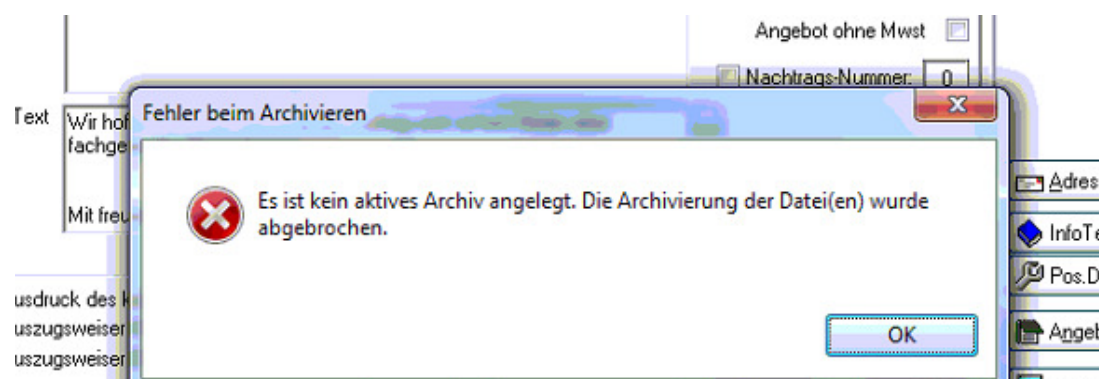 Angebot ohne Mwst
Nachtrags-Nummer: 0
Text
Wir hof
fachge
Mit freu
Fehler beim Archivieren
Es ist kein aktives Archiv angelegt. Die Archivierung der Datei(en) wurde
abgebrochen.
OK
usdruck des k
uszugsweiser
uszugsweiser
Adres
InfoTe
Pos.D
Angeb